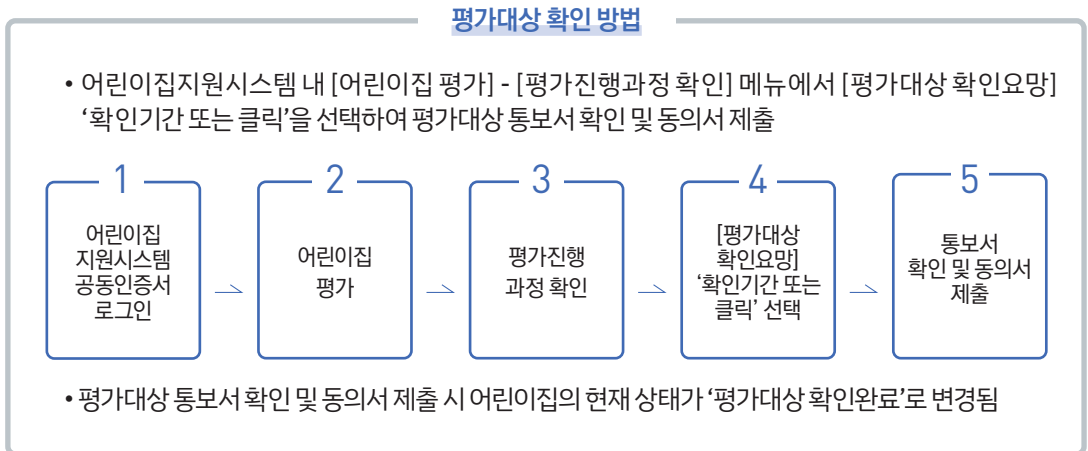 평가대상 확인 방법
• 어린이집지원시스템 내 [어린이집 평가] - [평가진행과정 확인] 메뉴에서 [평가대상 확인요망]
‘확인기간 또는 클릭’을 선택하여 평가대상 통보서 확인 및 동의서 제출
1
어린이집
지원시스템
공동인증서
로그인
2
어린이집
평가
3
평가진행
과정 확인
4
[평가대상
확인요망]
‘확인기간 또는
클릭’ 선택
5
통보서
확인 및 동의서
제출
• 평가대상 통보서 확인 및 동의서 제출 시 어린이집의 현재 상태가 ‘평가대상 확인완료’로 변경됨